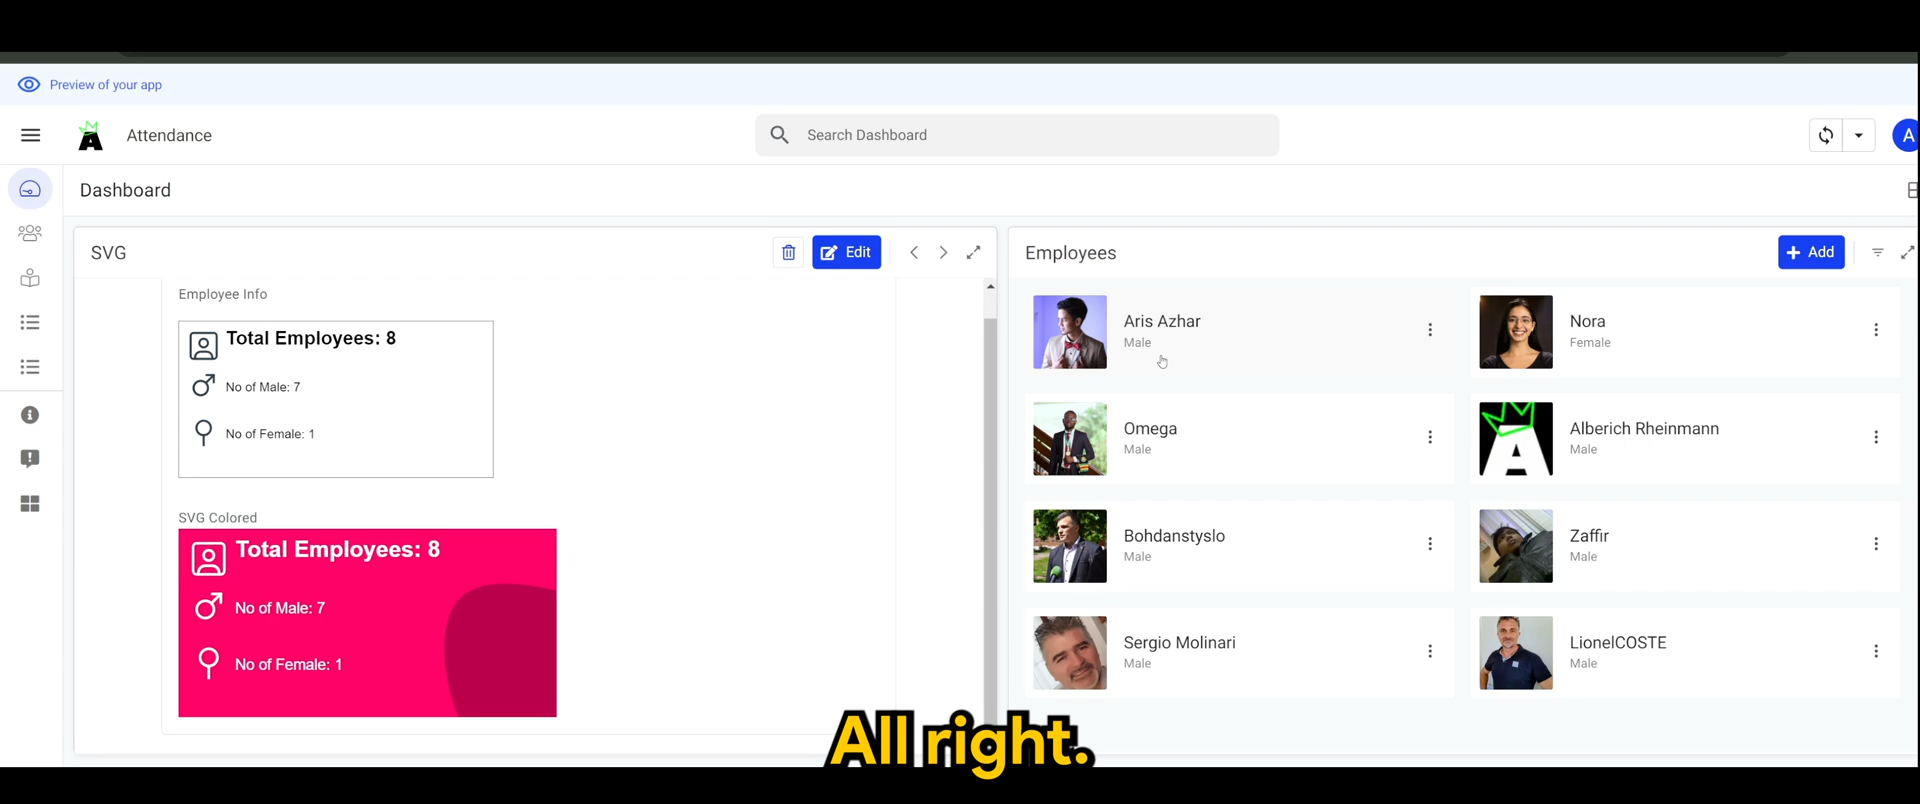 Preview of your app
Attendance
Search Dashboard
A
Dashboard
SVG
Edit
Employee Info
Total Employees: 8
No of Male: 7
No of Female: 1
SVG Colored
Total Employees: 8
No of Male: 7
No of Female: 1
Employees
Add
Aris Azhar
Male
Nora
Female
Omega
Male
Alberich Rheinmann
Male
Bohdanstyslo
Male
Zaffir
Male
Sergio Molinari
Male
LionelCOSTE
Male
All right.